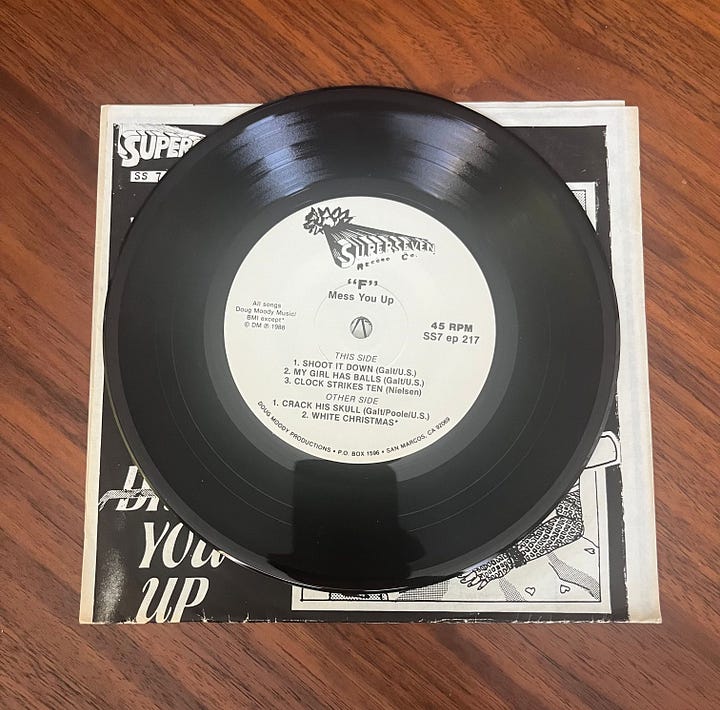 SUPER
SS 7
SUPERSEVEN
Record Co.
"F"
Mess You Up
All songs
Doug Moody Music/
BMI except*
© DM ℗ 1988
45 RPM
SS7 ep 217
THIS SIDE
1. SHOOT IT DOWN (Galt/U.S.)
2. MY GIRL HAS BALLS (Galt/U.S.)
3. CLOCK STRIKES TEN (Nielsen)
OTHER SIDE
1. CRACK HIS SKULL (Galt/Poole/U.S.)
2. WHITE CHRISTMAS*
DOUG MOODY PRODUCTIONS • P.O. BOX 1596 • SAN MARCOS, CA 92069
YOU
UP